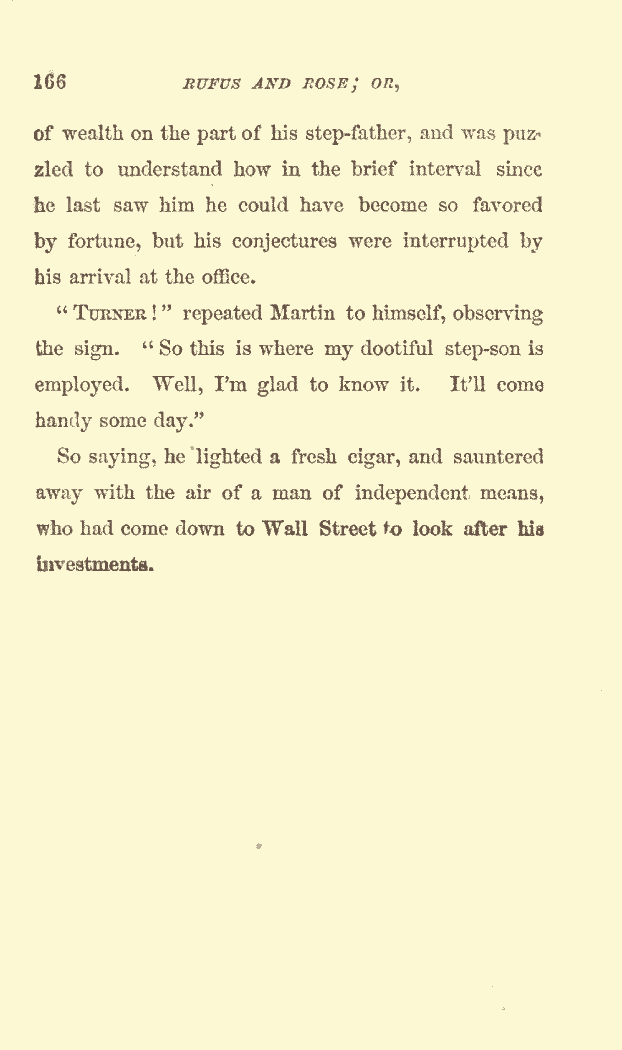 166 RUFUS AND ROSE; OR,
of wealth on the part of his step-father, and was puz-
zled to understand how in the brief interval since
he last saw him he could have become so favored
by fortune, but his conjectures were interrupted by
his arrival at the office.
“TURNER!” repeated Martin to himself, observing
the sign. “So this is where my dootiful step-son is
employed. Well, I’m glad to know it. It’ll come
handy some day.”
So saying, he lighted a fresh cigar, and sauntered
away with the air of a man of independent means,
who had come down to Wall Street to look after his
investments.